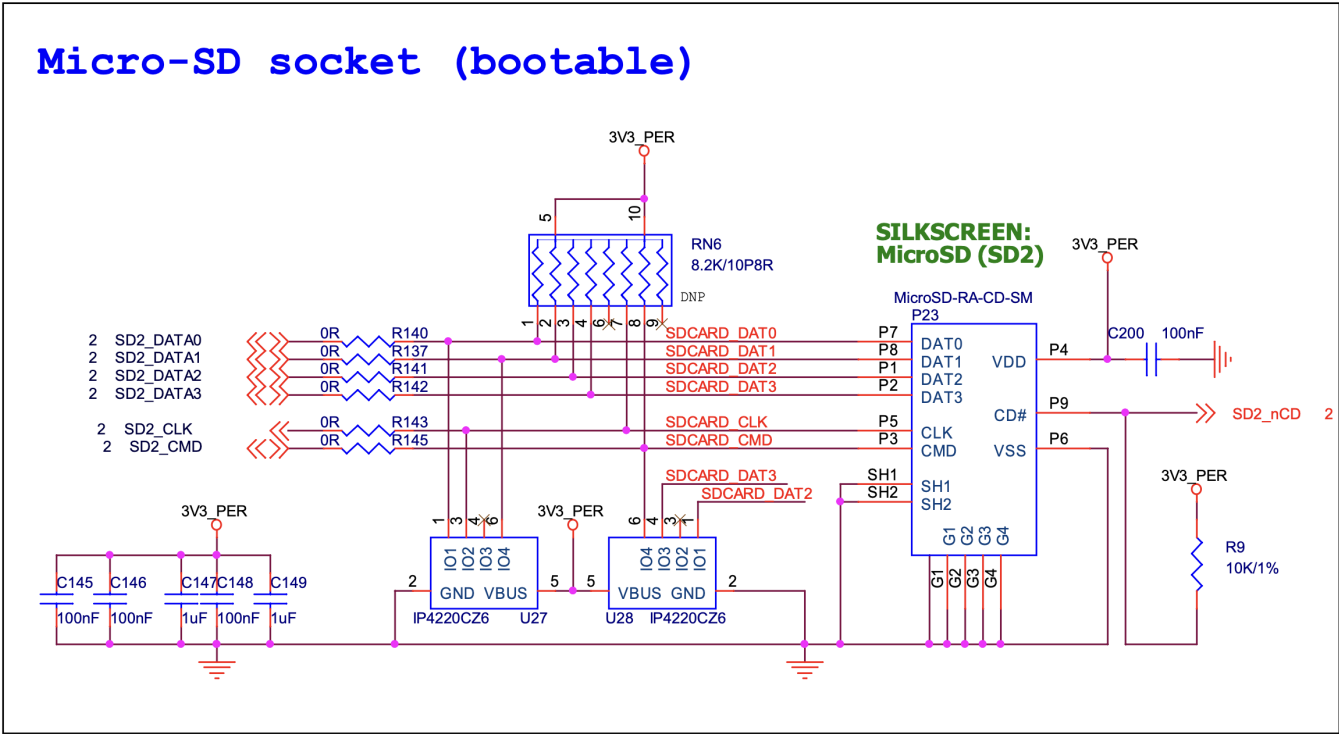 Micro-SD socket (bootable)
3V3_PER
5
10
RN6
8.2K/10P8R
DNP
1
2
3
4
6
7
8
9
SILKSCREEN:
MicroSD (SD2)
3V3_PER
MicroSD-RA-CD-SM
P23
2 SD2_DATA0 0R R140 SDCARD_DAT0 P7 DAT0
2 SD2_DATA1 0R R137 SDCARD_DAT1 P8 DAT1
2 SD2_DATA2 0R R141 SDCARD_DAT2 P1 DAT2
2 SD2_DATA3 0R R142 SDCARD_DAT3 P2 DAT3
2 SD2_CLK 0R R143 SDCARD_CLK P5 CLK
2 SD2_CMD 0R R145 SDCARD_CMD P3 CMD
VDD P4 C200 100nF
CD# P9 SD2_nCD 2
VSS P6
SDCARD_DAT3
SDCARD_DAT2
SH1 SH1
SH2 SH2
G1 G2 G3 G4
G1 G2 G3 G4
3V3_PER
R9
10K/1%
3V3_PER
C145 C146 C147 C148 C149
100nF 100nF 1uF 100nF 1uF
1 3 4 6
IO1 IO2 IO3 IO4
2 GND VBUS 5
IP4220CZ6 U27
3V3_PER
6 4 3 1
IO4 IO3 IO2 IO1
5 VBUS GND 2
U28 IP4220CZ6